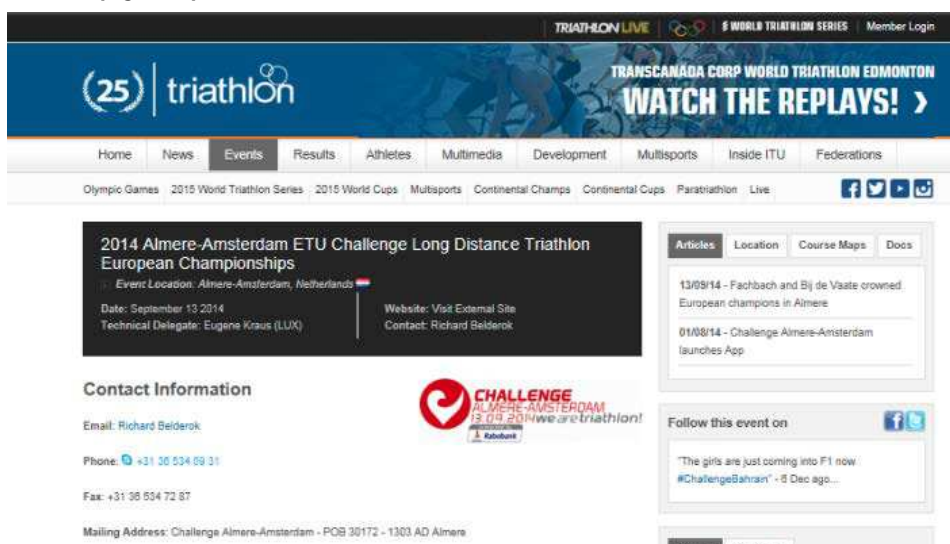 TRIATHLON LIVE
WORLD TRIATHLON SERIES
Member Login
(25) triathlon
TRANSCANADA CORP WORLD TRIATHLON EDMONTON
WATCH THE REPLAYS! ❯
Home News Events Results Athletes Multimedia Development Multisports Inside ITU Federations
Olympic Games 2015 World Triathlon Series 2015 World Cups Multisports Continental Champs Continental Cups Paratriathlon Live
2014 Almere-Amsterdam ETU Challenge Long Distance Triathlon
European Championships
Event Location: Almere-Amsterdam, Netherlands
Date: September 13 2014
Technical Delegate: Eugene Kraus (LUX)
Website: Visit External Site
Contact: Richard Belderok
Articles Location Course Maps Docs
13/09/14 - Fachbach and Bij de Vaate crowned
European champions in Almere
01/08/14 - Challenge Almere-Amsterdam
launches App
Contact Information
CHALLENGE
ALMERE-AMSTERDAM
13.09.2014 we are triathlon!
Rabobank
Email: Richard Belderok
Phone: +31 36 534 09 31
Fax: +31 36 534 72 87
Mailing Address: Challenge Almere-Amsterdam - POB 30172 - 1303 AD Almere
Follow this event on
"The girls are just coming into F1 now
#ChallengeBahrain" - 6 Dec ago...